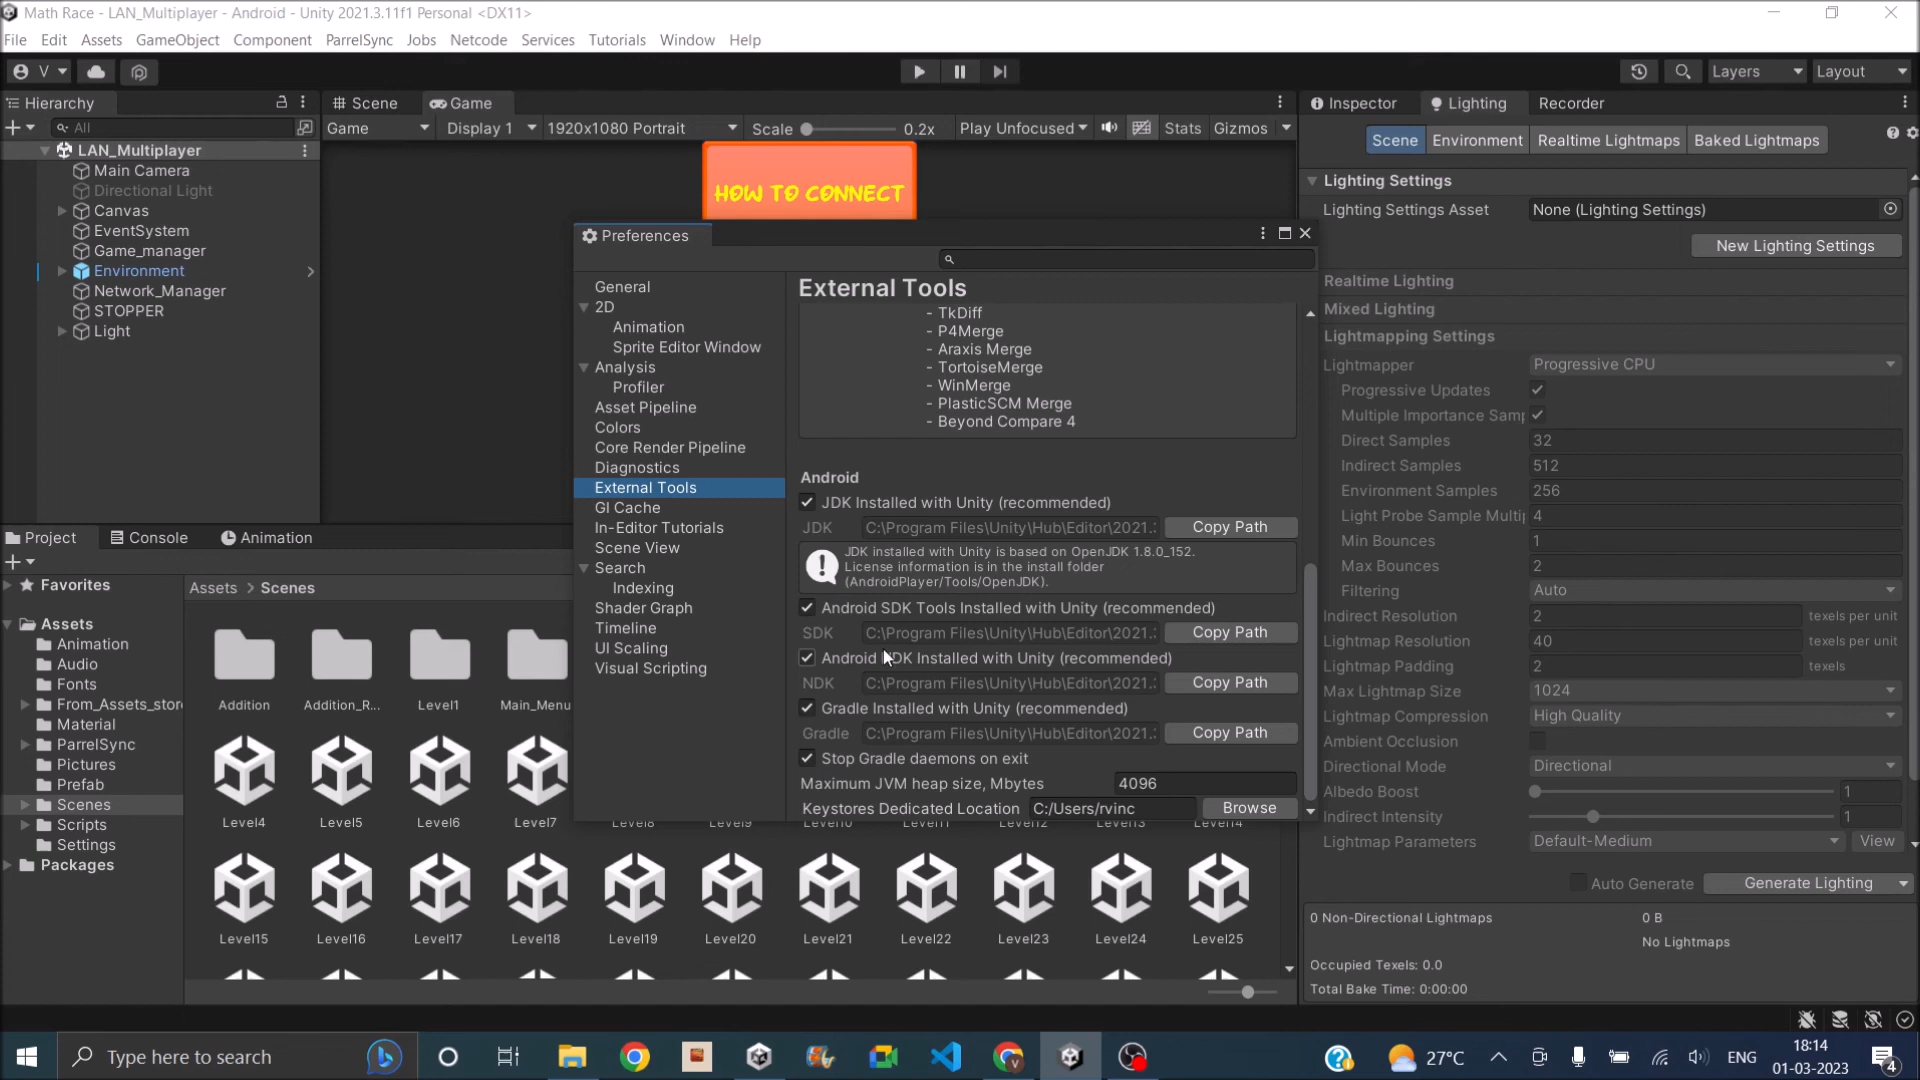 Math Race - LAN_Multiplayer - Android - Unity 2021.3.11f1 Personal <DX11>
File Edit Assets GameObject Component ParrelSync Jobs Netcode Services Tutorials Window Help
V Layers Layout
Hierarchy
All
LAN_Multiplayer
Main Camera
Directional Light
Canvas
EventSystem
Game_manager
Environment
Network_Manager
STOPPER
Light
Scene Game
Game Display 1 1920x1080 Portrait Scale 0.2x Play Unfocused Stats Gizmos
HOW TO CONNECT
Preferences
General
2D
Animation
Sprite Editor Window
Analysis
Profiler
Asset Pipeline
Colors
Core Render Pipeline
Diagnostics
External Tools
GI Cache
In-Editor Tutorials
Scene View
Search
Indexing
Shader Graph
Timeline
UI Scaling
Visual Scripting
External Tools
- TkDiff
- P4Merge
- Araxis Merge
- TortoiseMerge
- WinMerge
- PlasticSCM Merge
- Beyond Compare 4
Android
JDK Installed with Unity (recommended)
JDK C:\Program Files\Unity\Hub\Editor\2021. Copy Path
JDK installed with Unity is based on OpenJDK 1.8.0_152.
License information is in the install folder
(AndroidPlayer/Tools/OpenJDK).
Android SDK Tools Installed with Unity (recommended)
SDK C:\Program Files\Unity\Hub\Editor\2021. Copy Path
Android NDK Installed with Unity (recommended)
NDK C:\Program Files\Unity\Hub\Editor\2021. Copy Path
Gradle Installed with Unity (recommended)
Gradle C:\Program Files\Unity\Hub\Editor\2021. Copy Path
Stop Gradle daemons on exit
Maximum JVM heap size, Mbytes 4096
Keystores Dedicated Location C:/Users/rvinc Browse
Inspector Lighting Recorder
Scene Environment Realtime Lightmaps Baked Lightmaps
Lighting Settings
Lighting Settings Asset None (Lighting Settings)
New Lighting Settings
Realtime Lighting
Mixed Lighting
Lightmapping Settings
Lightmapper Progressive CPU
Progressive Updates
Multiple Importance Samp
Direct Samples 32
Indirect Samples 512
Environment Samples 256
Light Probe Sample Multip 4
Min Bounces 1
Max Bounces 2
Filtering Auto
Indirect Resolution 2 texels per unit
Lightmap Resolution 40 texels per unit
Lightmap Padding 2 texels
Max Lightmap Size 1024
Lightmap Compression High Quality
Ambient Occlusion
Directional Mode Directional
Albedo Boost 1
Indirect Intensity 1
Lightmap Parameters Default-Medium View
Auto Generate Generate Lighting
0 Non-Directional Lightmaps 0 B
No Lightmaps
Occupied Texels: 0.0
Total Bake Time: 0:00:00
Project Console Animation
Favorites
Assets
Animation
Audio
Fonts
From_Assets_store
Material
ParrelSync
Pictures
Prefab
Scenes
Scripts
Settings
Packages
Assets > Scenes
Addition Addition_R... Level1 Main_Menu
Level4 Level5 Level6 Level7 Level8 Level9 Level10 Level11 Level12 Level13 Level14
Level15 Level16 Level17 Level18 Level19 Level20 Level21 Level22 Level23 Level24 Level25
Type here to search
27°C ENG
18:14
01-03-2023
4